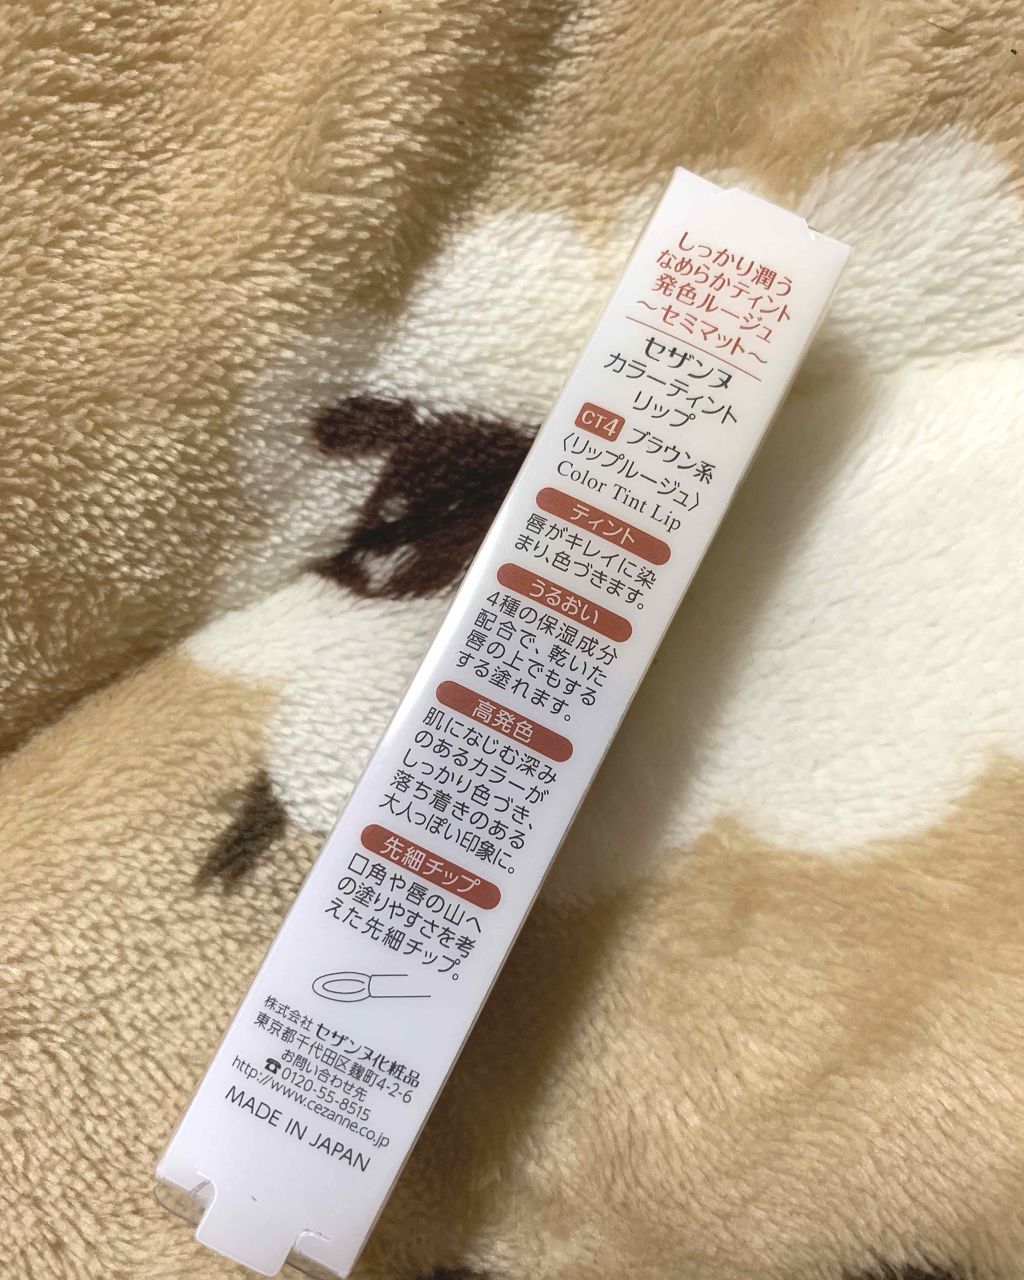 しっかり潤う
なめらかティント
発色ルージュ
〜セミマット〜
セザンヌ
カラーティント
リップ
CT4 ブラウン系
〈リップルージュ〉
Color Tint Lip
ティント
唇がキレイに染
まり、色づきます。
うるおい
4種の保湿成分
配合で、乾いた
唇の上でもする
する塗れます。
高発色
肌になじむ深み
のあるカラーが
しっかり色づき、
落ち着きのある
大人っぽい印象に。
先細チップ
口角や唇の山へ
の塗りやすさを考
えた先細チップ。
株式会社 セザンヌ化粧品
東京都千代田区麹町4-2-6
お問い合わせ先
☎0120-55-8515
http://www.cezanne.co.jp
MADE IN JAPAN